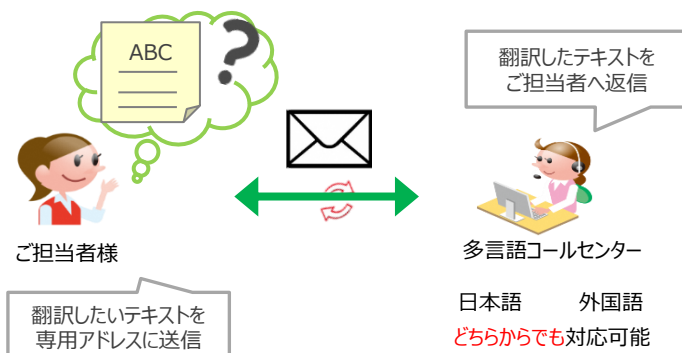 ABC
翻訳したテキストを
ご担当者へ返信
ご担当者様
多言語コールセンター
翻訳したいテキストを
専用アドレスに送信
日本語 外国語
どちらからでも対応可能